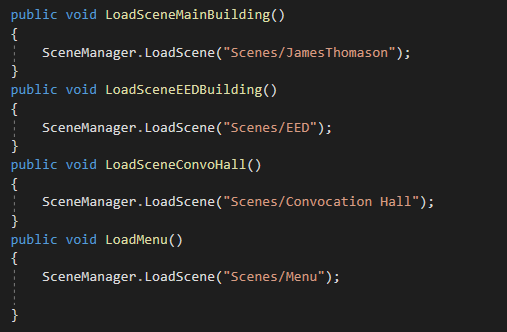 public void LoadSceneMainBuilding()
{
    SceneManager.LoadScene("Scenes/JamesThomason");
}
public void LoadSceneEEDBuilding()
{
    SceneManager.LoadScene("Scenes/EED");
}
public void LoadSceneConvoHall()
{
    SceneManager.LoadScene("Scenes/Convocation Hall");
}
public void LoadMenu()
{
    SceneManager.LoadScene("Scenes/Menu");
}